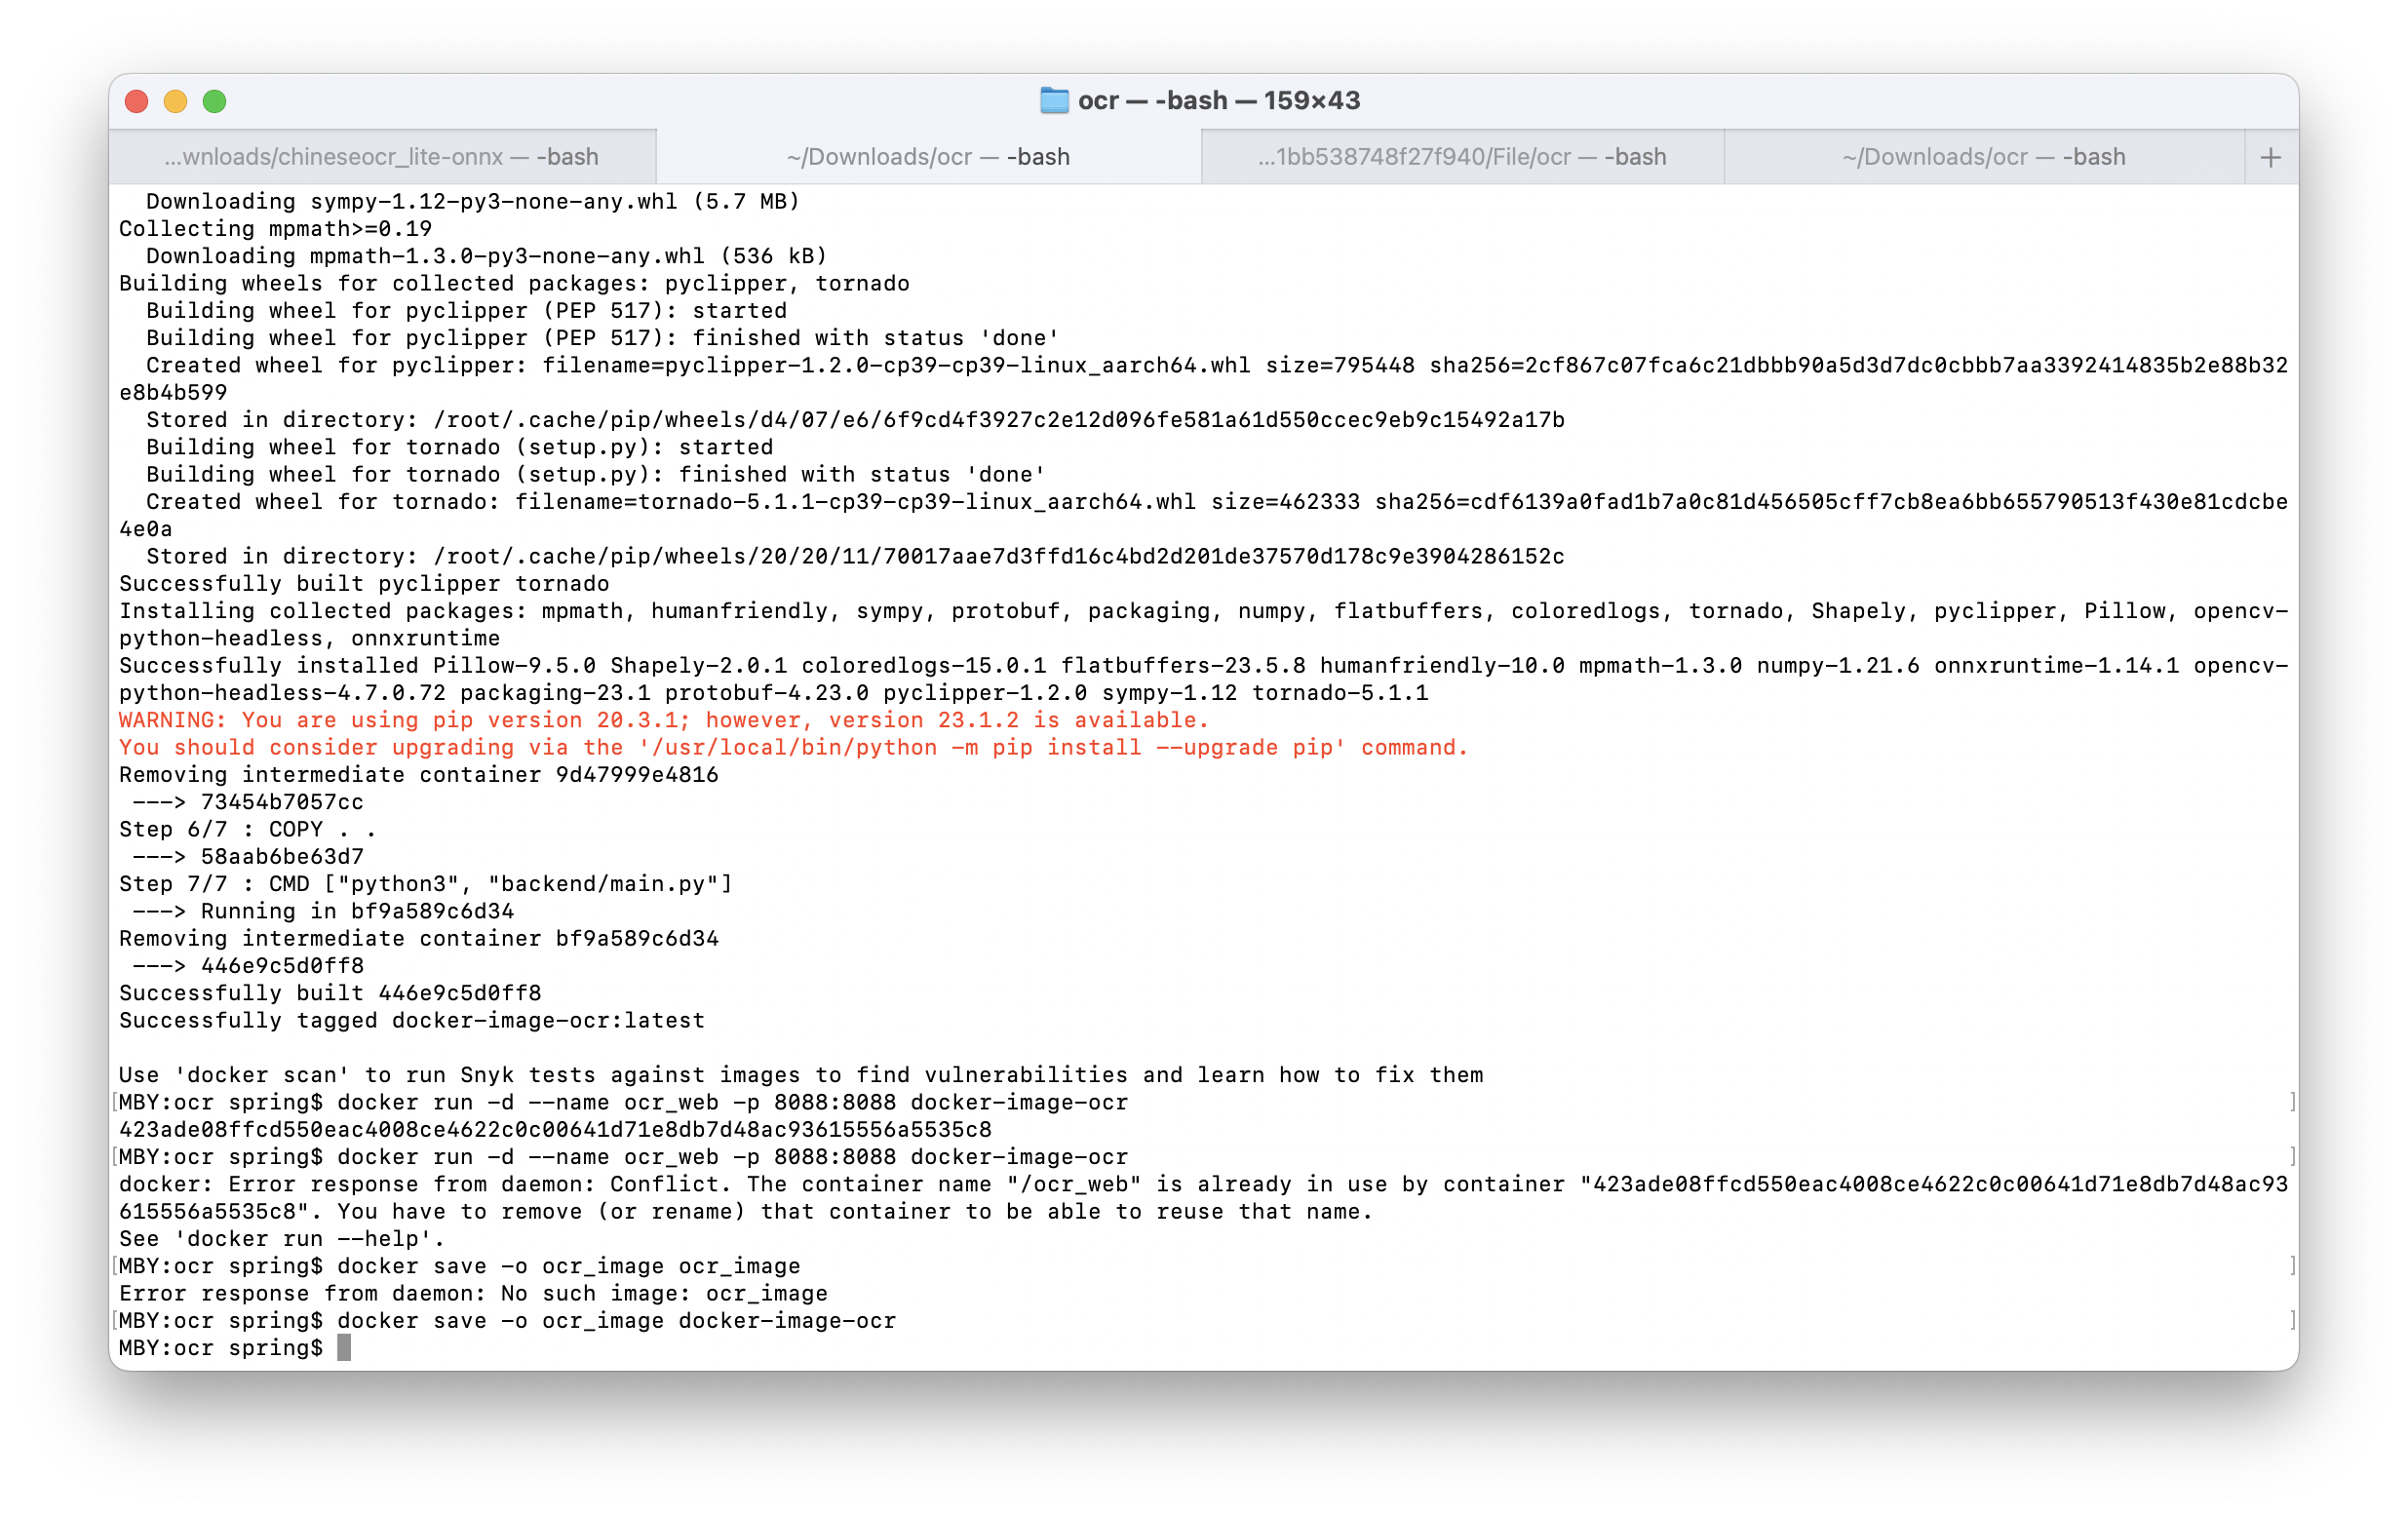 ocr — -bash — 159×43
...wnloads/chineseocr_lite-onnx — -bash
~/Downloads/ocr — -bash
...1bb538748f27f940/File/ocr — -bash
~/Downloads/ocr — -bash
+
  Downloading sympy-1.12-py3-none-any.whl (5.7 MB)
Collecting mpmath>=0.19
  Downloading mpmath-1.3.0-py3-none-any.whl (536 kB)
Building wheels for collected packages: pyclipper, tornado
  Building wheel for pyclipper (PEP 517): started
  Building wheel for pyclipper (PEP 517): finished with status 'done'
  Created wheel for pyclipper: filename=pyclipper-1.2.0-cp39-cp39-linux_aarch64.whl size=795448 sha256=2cf867c07fca6c21dbbb90a5d3d7dc0cbbb7aa3392414835b2e88b32
e8b4b599
  Stored in directory: /root/.cache/pip/wheels/d4/07/e6/6f9cd4f3927c2e12d096fe581a61d550ccec9eb9c15492a17b
  Building wheel for tornado (setup.py): started
  Building wheel for tornado (setup.py): finished with status 'done'
  Created wheel for tornado: filename=tornado-5.1.1-cp39-cp39-linux_aarch64.whl size=462333 sha256=cdf6139a0fad1b7a0c81d456505cff7cb8ea6bb655790513f430e81cdcbe
4e0a
  Stored in directory: /root/.cache/pip/wheels/20/20/11/70017aae7d3ffd16c4bd2d201de37570d178c9e3904286152c
Successfully built pyclipper tornado
Installing collected packages: mpmath, humanfriendly, sympy, protobuf, packaging, numpy, flatbuffers, coloredlogs, tornado, Shapely, pyclipper, Pillow, opencv-
python-headless, onnxruntime
Successfully installed Pillow-9.5.0 Shapely-2.0.1 coloredlogs-15.0.1 flatbuffers-23.5.8 humanfriendly-10.0 mpmath-1.3.0 numpy-1.21.6 onnxruntime-1.14.1 opencv-
python-headless-4.7.0.72 packaging-23.1 protobuf-4.23.0 pyclipper-1.2.0 sympy-1.12 tornado-5.1.1
WARNING: You are using pip version 20.3.1; however, version 23.1.2 is available.
You should consider upgrading via the '/usr/local/bin/python -m pip install --upgrade pip' command.
Removing intermediate container 9d47999e4816
 ---> 73454b7057cc
Step 6/7 : COPY . .
 ---> 58aab6be63d7
Step 7/7 : CMD ["python3", "backend/main.py"]
 ---> Running in bf9a589c6d34
Removing intermediate container bf9a589c6d34
 ---> 446e9c5d0ff8
Successfully built 446e9c5d0ff8
Successfully tagged docker-image-ocr:latest
Use 'docker scan' to run Snyk tests against images to find vulnerabilities and learn how to fix them
[MBY:ocr spring$ docker run -d --name ocr_web -p 8088:8088 docker-image-ocr ]
423ade08ffcd550eac4008ce4622c0c00641d71e8db7d48ac93615556a5535c8
[MBY:ocr spring$ docker run -d --name ocr_web -p 8088:8088 docker-image-ocr ]
docker: Error response from daemon: Conflict. The container name "/ocr_web" is already in use by container "423ade08ffcd550eac4008ce4622c0c00641d71e8db7d48ac93
615556a5535c8". You have to remove (or rename) that container to be able to reuse that name.
See 'docker run --help'.
[MBY:ocr spring$ docker save -o ocr_image ocr_image ]
Error response from daemon: No such image: ocr_image
[MBY:ocr spring$ docker save -o ocr_image docker-image-ocr ]
MBY:ocr spring$